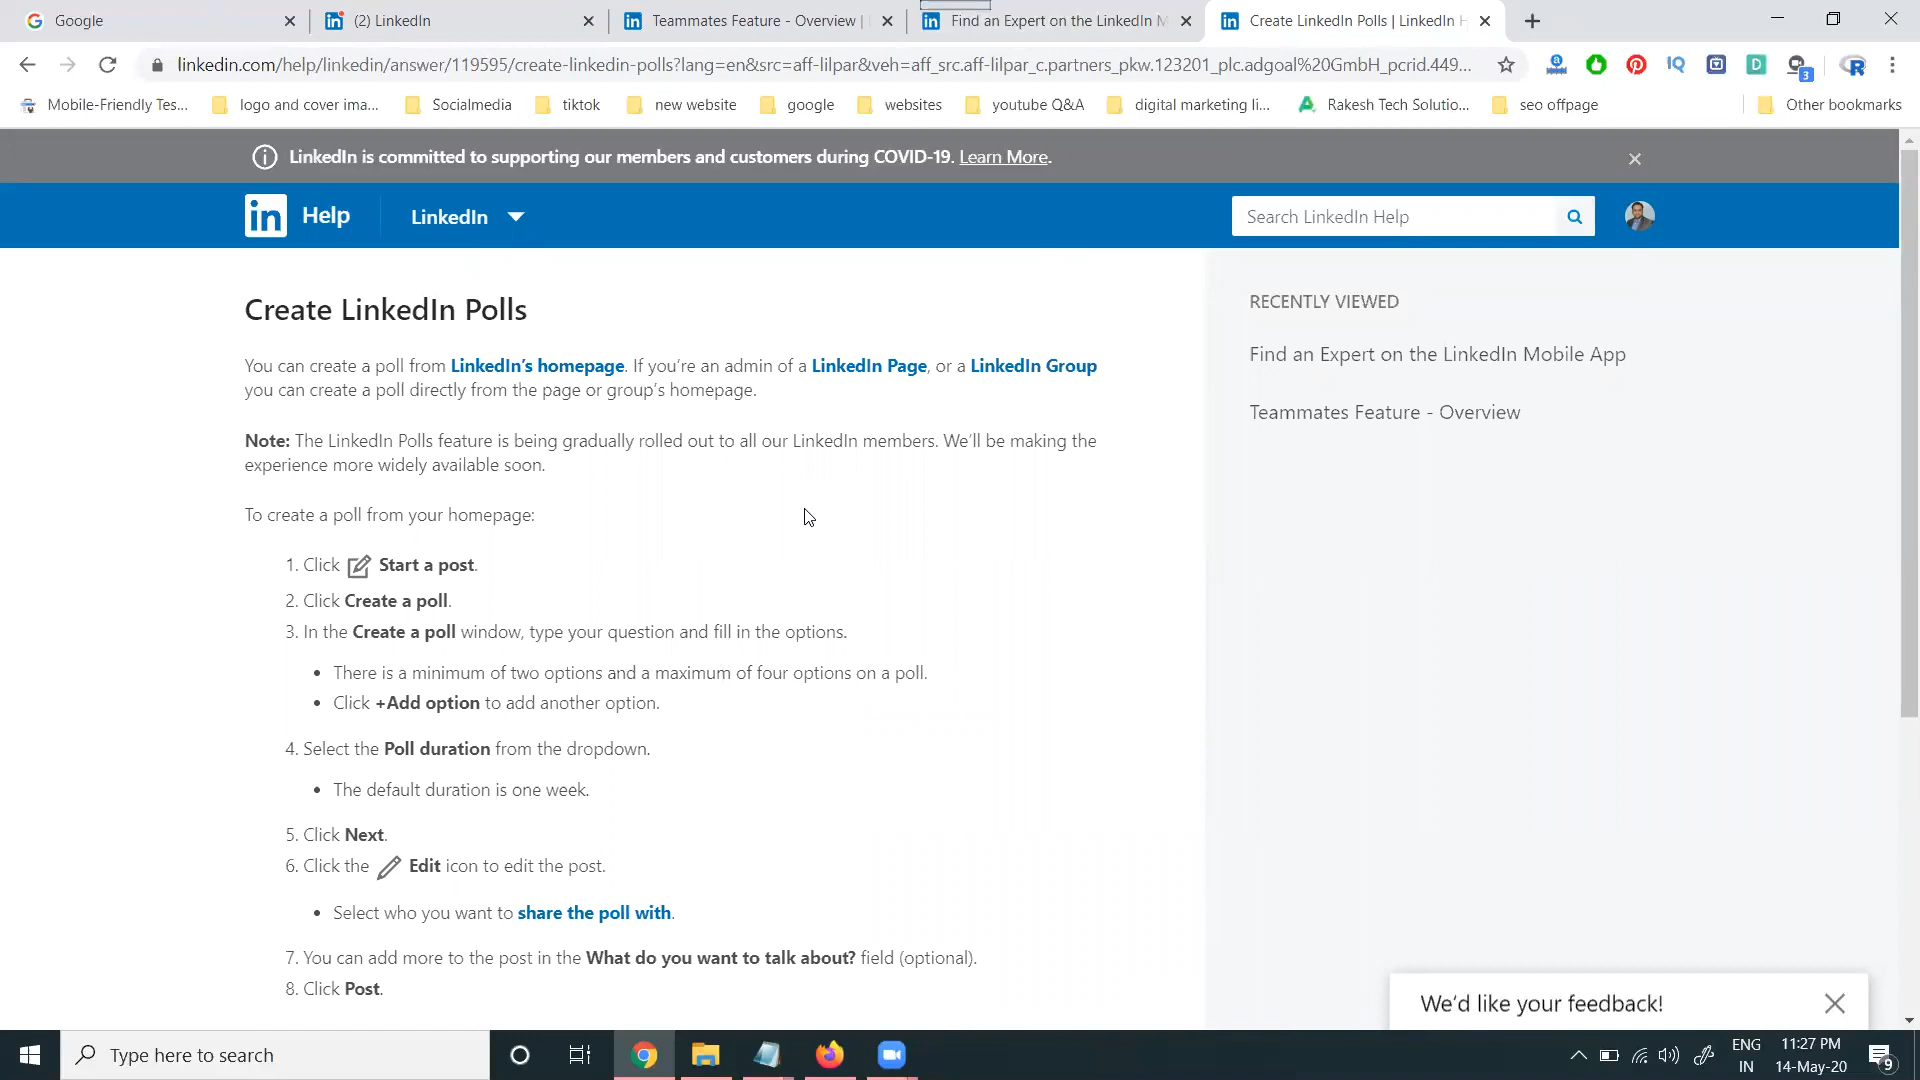 Google
(2) LinkedIn
Teammates Feature - Overview |
Find an Expert on the LinkedIn M
Create LinkedIn Polls | LinkedIn H
linkedin.com/help/linkedin/answer/119595/create-linkedin-polls?lang=en&src=aff-lilpar&veh=aff_src.aff-lilpar_c.partners_pkw.123201_plc.adgoal%20GmbH_pcrid.449...
Mobile-Friendly Tes...
logo and cover ima...
Socialmedia
tiktok
new website
google
websites
youtube Q&A
digital marketing li...
Rakesh Tech Solutio...
seo offpage
Other bookmarks
LinkedIn is committed to supporting our members and customers during COVID-19. Learn More.
in Help
LinkedIn
Search LinkedIn Help
Create LinkedIn Polls
You can create a poll from LinkedIn’s homepage. If you’re an admin of a LinkedIn Page, or a LinkedIn Group
you can create a poll directly from the page or group’s homepage.
Note: The LinkedIn Polls feature is being gradually rolled out to all our LinkedIn members. We’ll be making the
experience more widely available soon.
To create a poll from your homepage:
1. Click Start a post.
2. Click Create a poll.
3. In the Create a poll window, type your question and fill in the options.
• There is a minimum of two options and a maximum of four options on a poll.
• Click +Add option to add another option.
4. Select the Poll duration from the dropdown.
• The default duration is one week.
5. Click Next.
6. Click the Edit icon to edit the post.
• Select who you want to share the poll with.
7. You can add more to the post in the What do you want to talk about? field (optional).
8. Click Post.
RECENTLY VIEWED
Find an Expert on the LinkedIn Mobile App
Teammates Feature - Overview
We’d like your feedback!
Type here to search
ENG
IN
11:27 PM
14-May-20
9